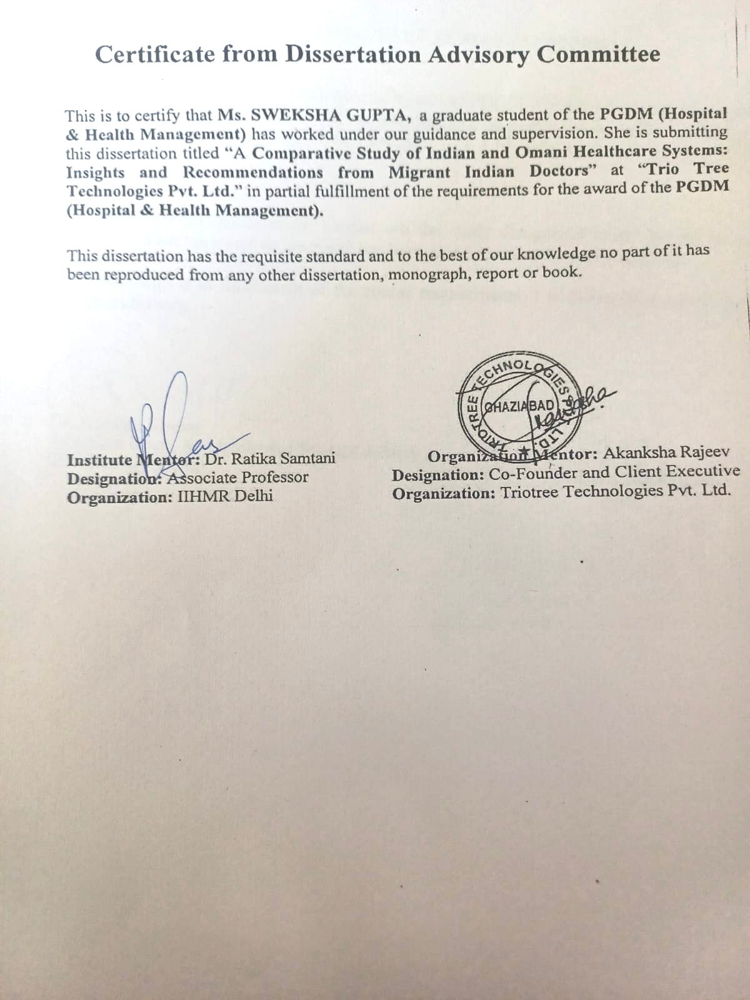 Certificate from Dissertation Advisory Committee
This is to certify that Ms. SWEKSHA GUPTA, a graduate student of the PGDM (Hospital
& Health Management) has worked under our guidance and supervision. She is submitting
this dissertation titled “A Comparative Study of Indian and Omani Healthcare Systems:
Insights and Recommendations from Migrant Indian Doctors” at “Trio Tree
Technologies Pvt. Ltd.” in partial fulfillment of the requirements for the award of the PGDM
(Hospital & Health Management).
This dissertation has the requisite standard and to the best of our knowledge no part of it has
been reproduced from any other dissertation, monograph, report or book.
TRIOTREE TECHNOLOGIES PVT. LTD.
GHAZIABAD
Institute Mentor: Dr. Ratika Samtani
Designation: Associate Professor
Organization: IIHMR Delhi
Organization Mentor: Akanksha Rajeev
Designation: Co-Founder and Client Executive
Organization: Triotree Technologies Pvt. Ltd.